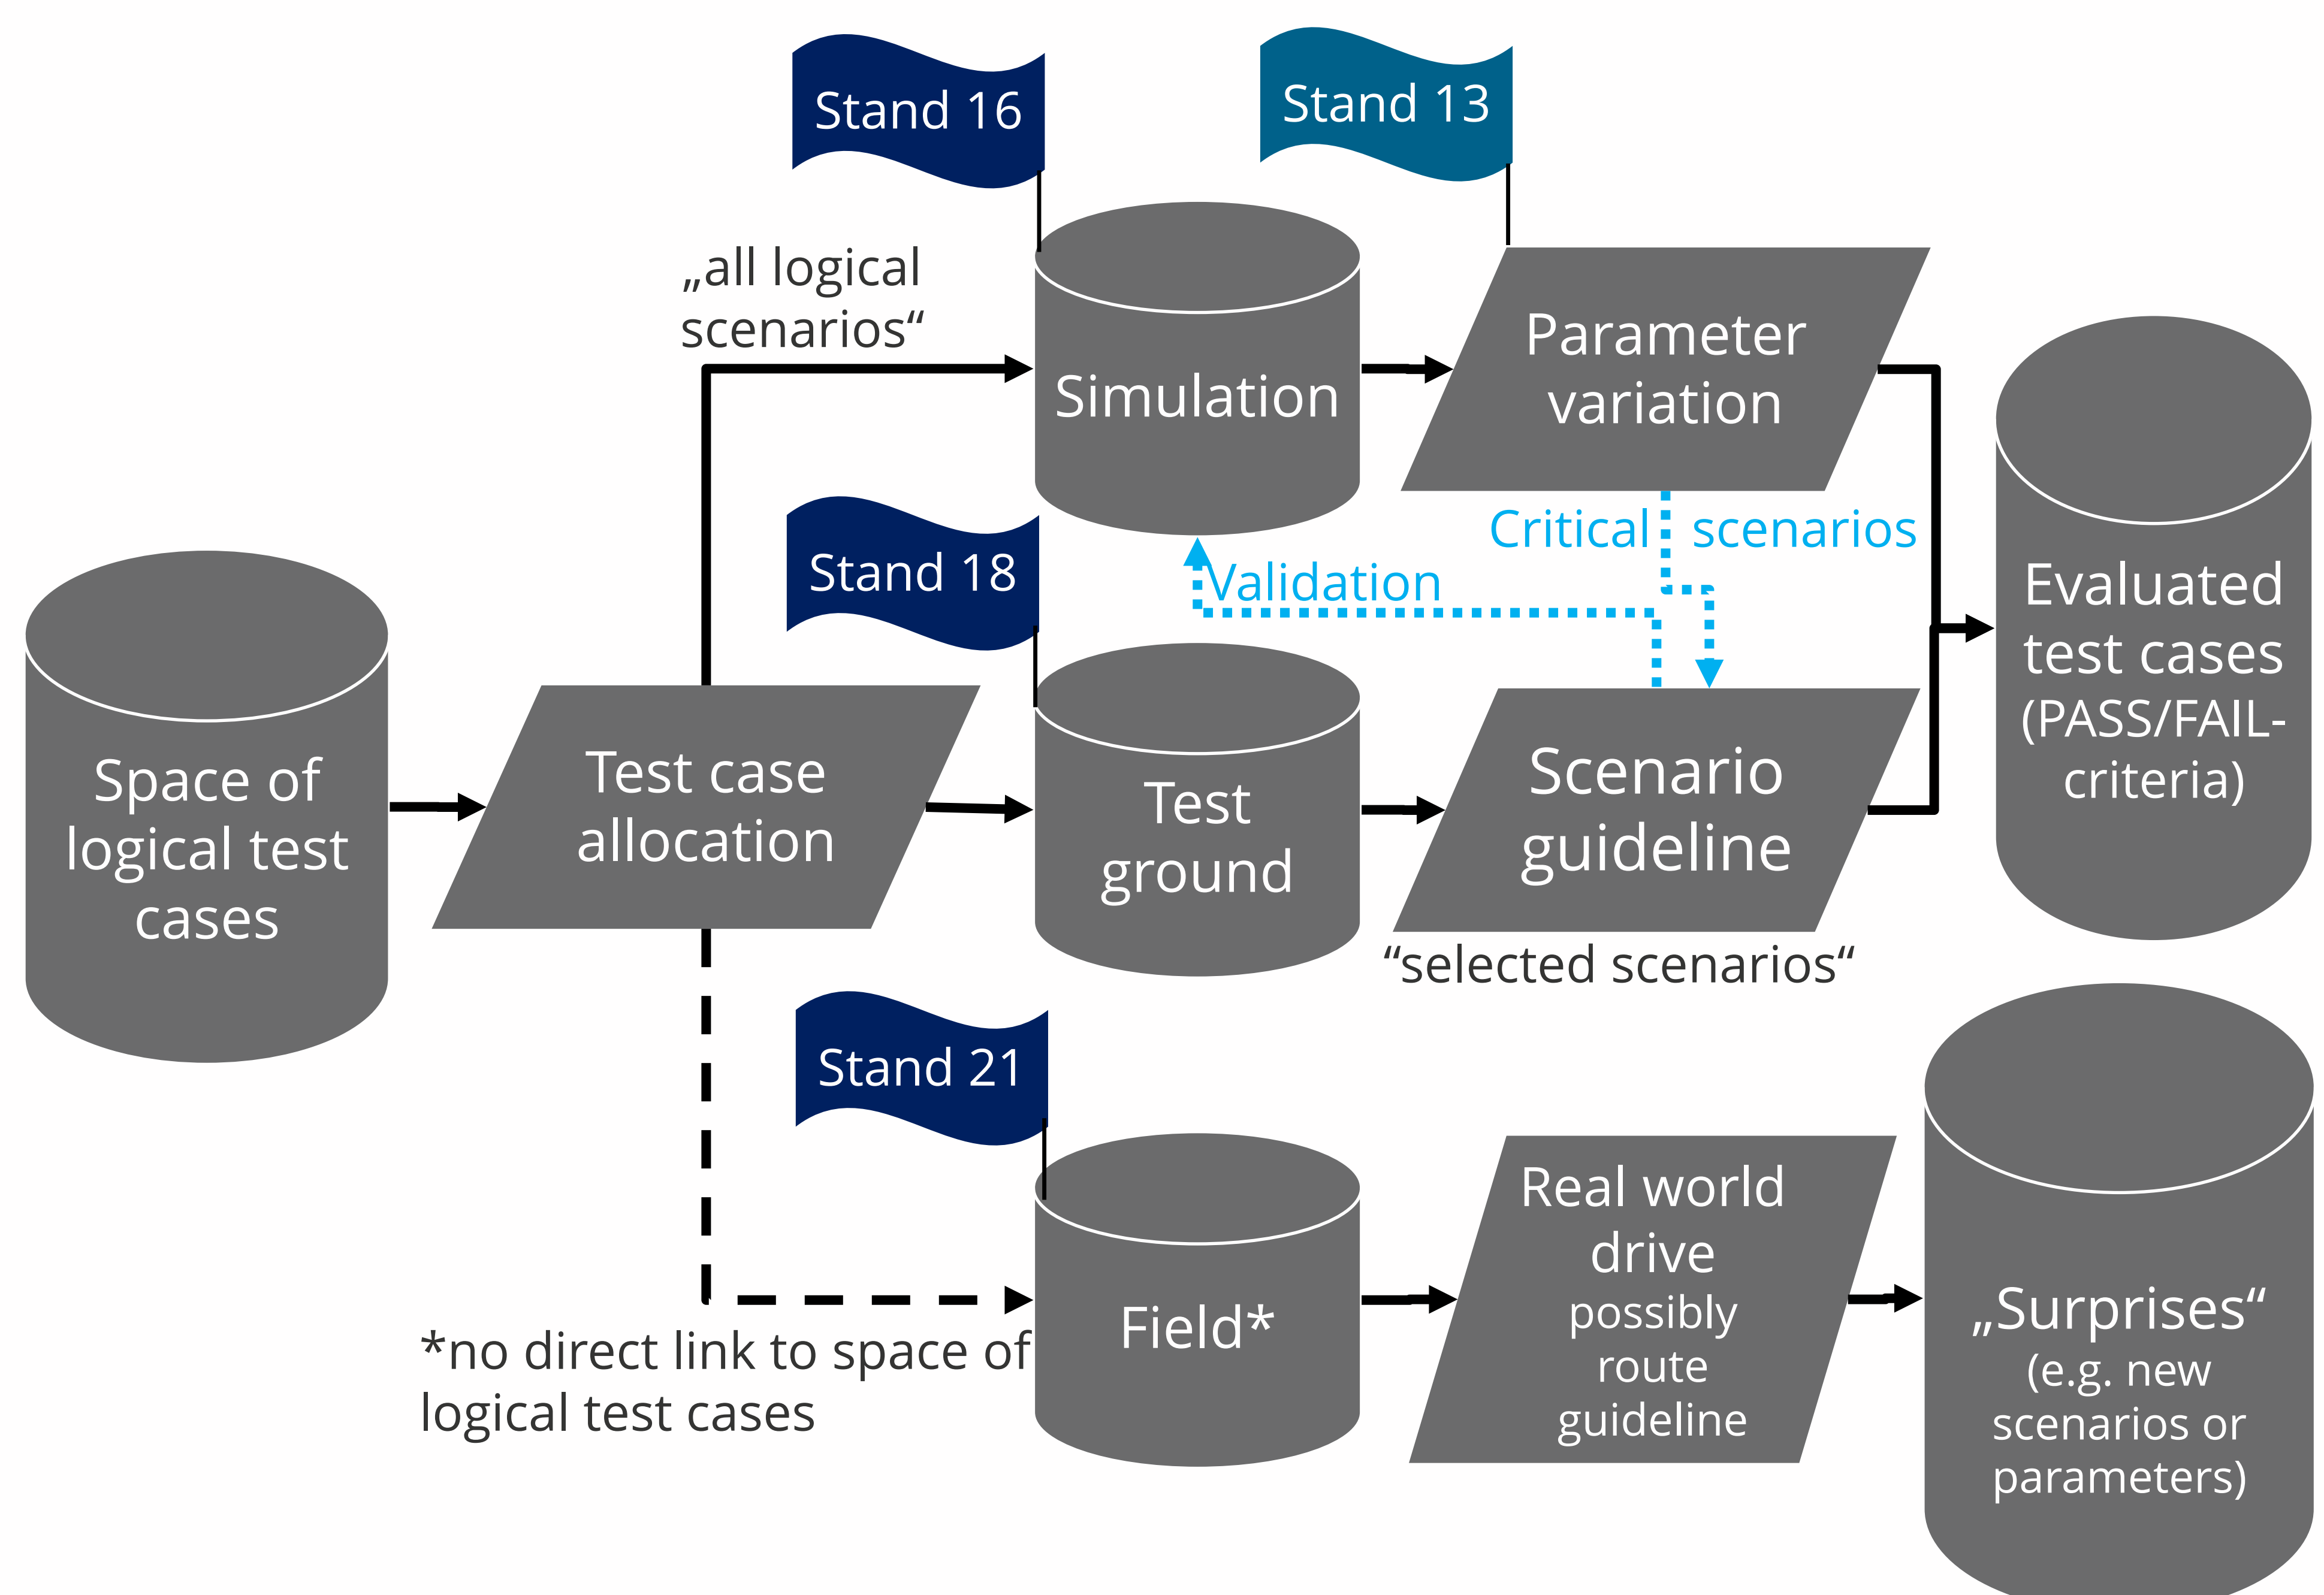 Stand 16
Stand 13
„all logical
scenarios“
Simulation
Parameter
variation
Critical scenarios
Validation
Stand 18
Evaluated
test cases
(PASS/FAIL-
criteria)
Space of
logical test
cases
Test case
allocation
Test
ground
Scenario
guideline
“selected scenarios“
Stand 21
Field*
Real world
drive
possibly
route
guideline
„Surprises“
(e.g. new
scenarios or
parameters)
*no direct link to space of
logical test cases